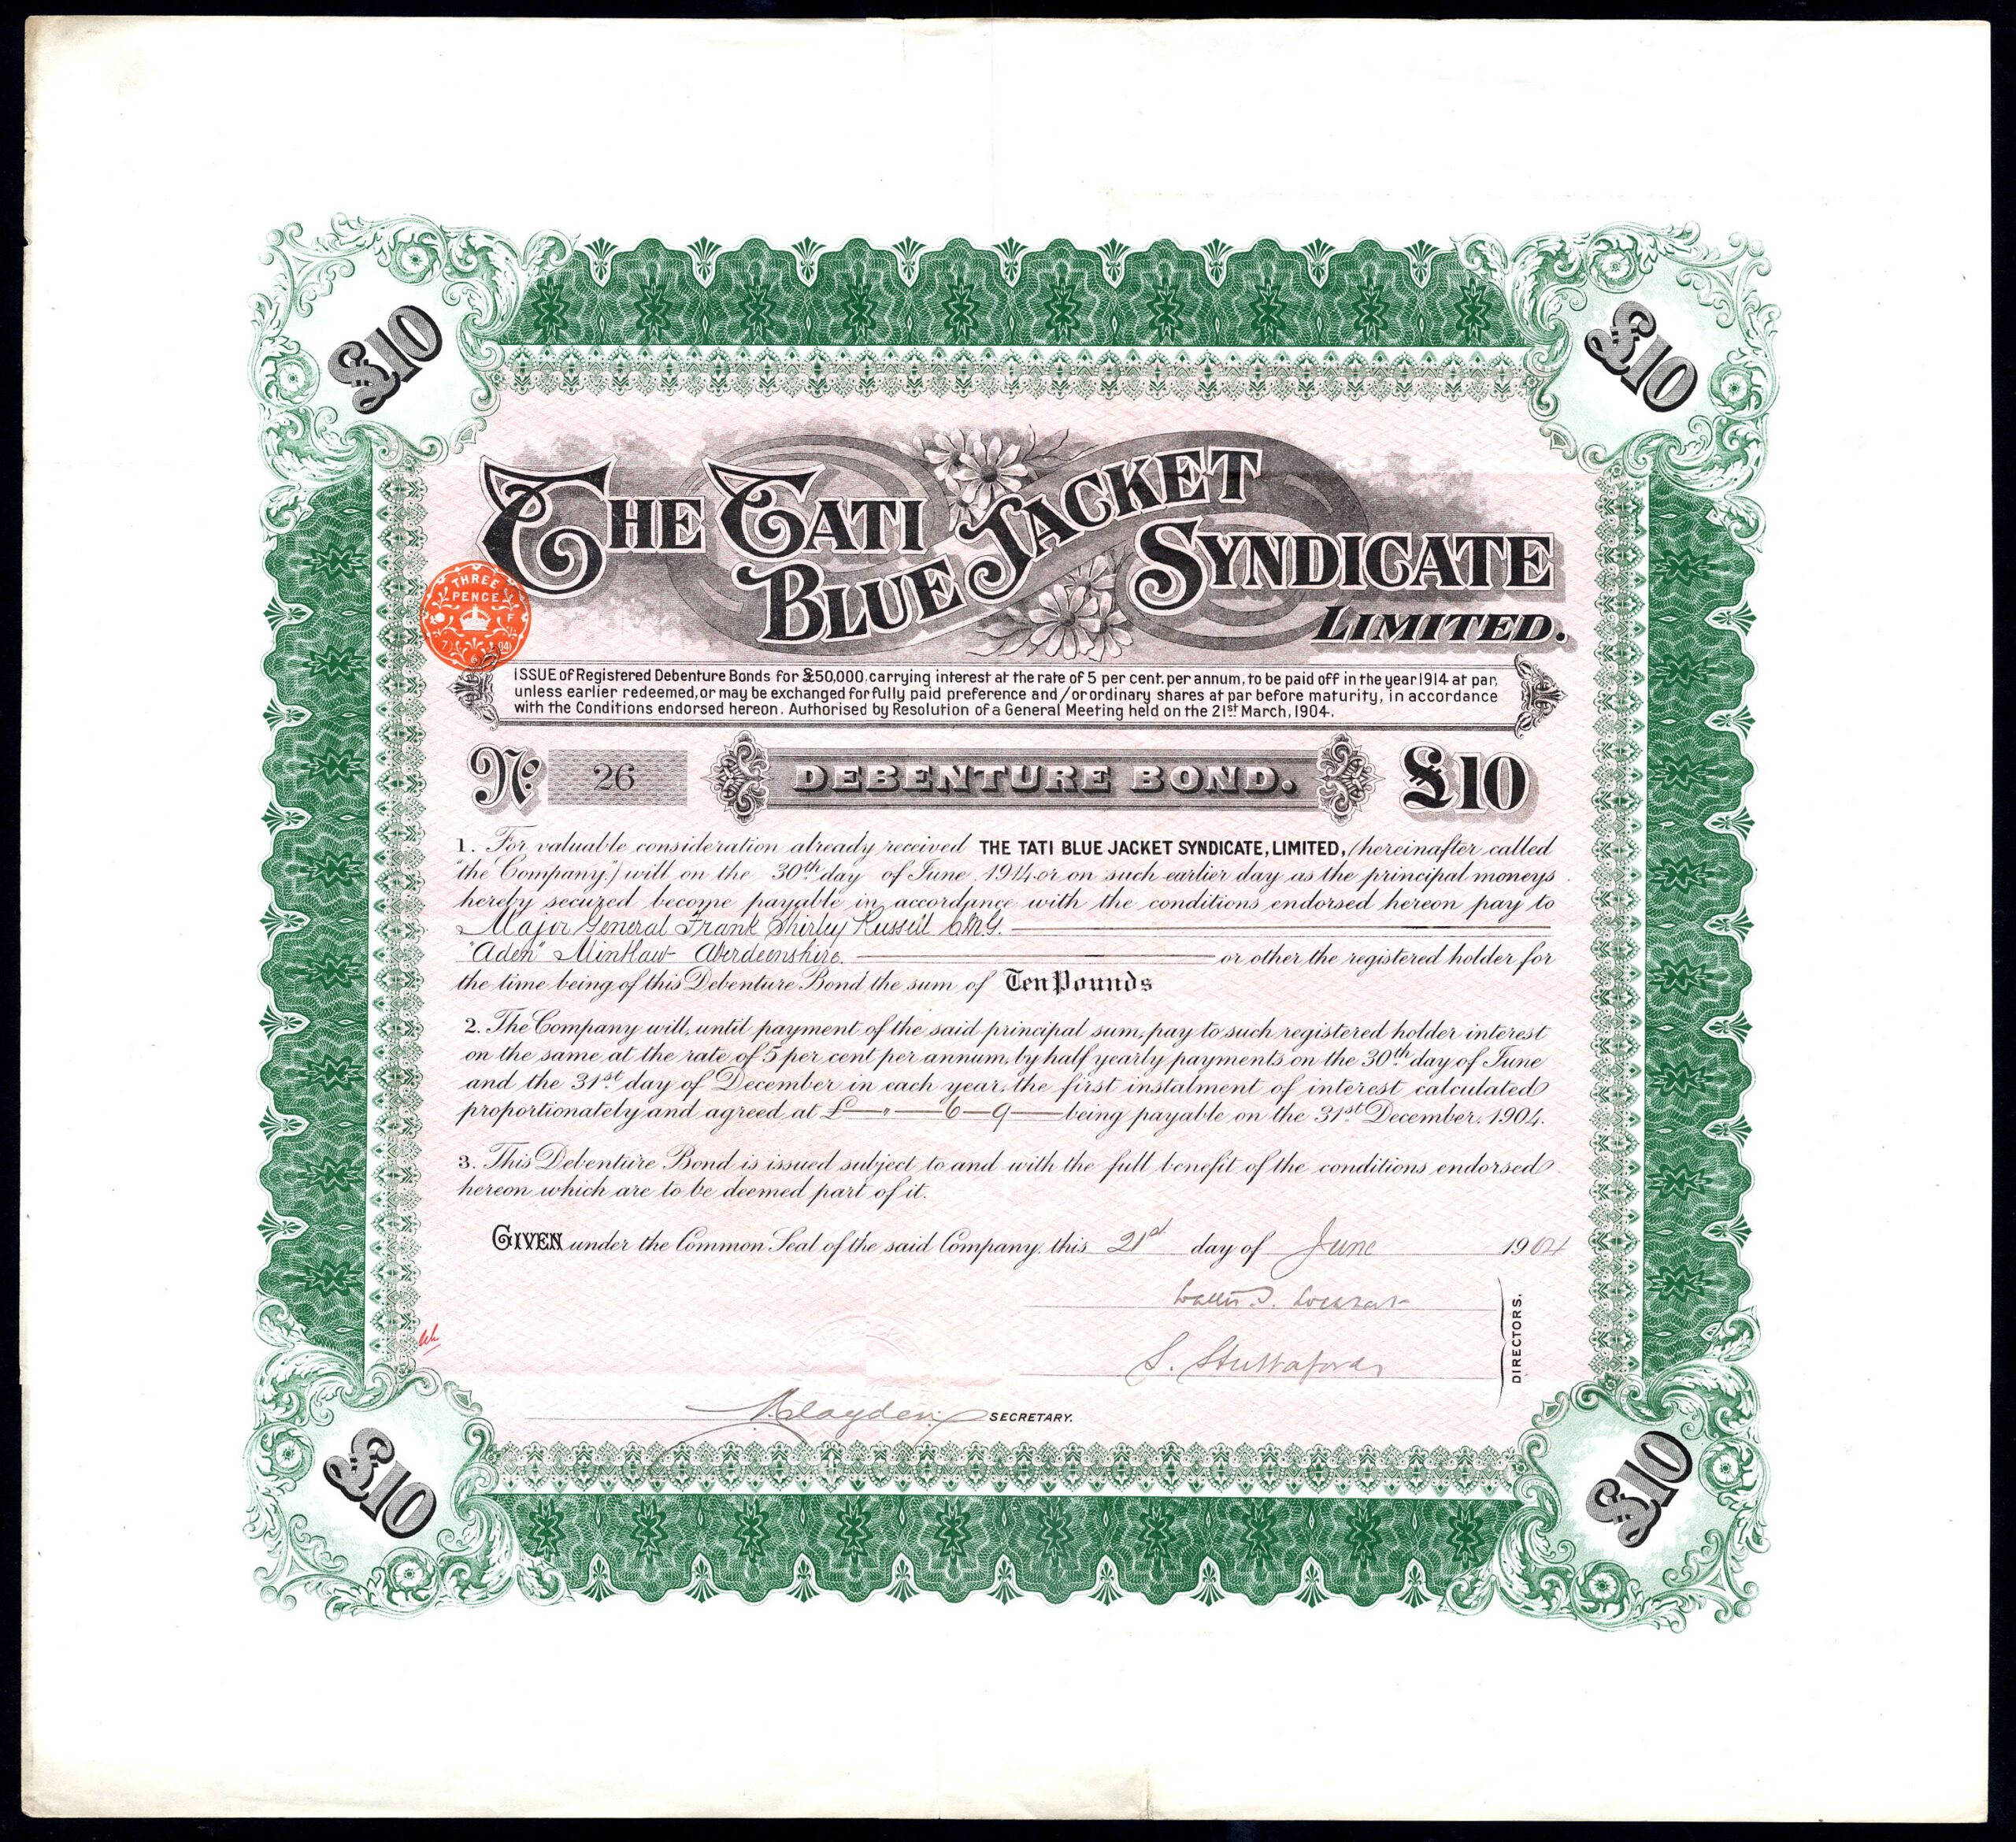 £10
£10
THE TATI BLUE JACKET SYNDICATE
LIMITED.
THREE
PENCE
F
7 6 04
ISSUE of Registered Debenture Bonds for £50,000, carrying interest at the rate of 5 per cent. per annum, to be paid off in the year 1914 at par,
unless earlier redeemed, or may be exchanged for fully paid preference and/or ordinary shares at par before maturity, in accordance
with the Conditions endorsed hereon. Authorised by Resolution of a General Meeting held on the 21st March, 1904.
No. 26 DEBENTURE BOND. £10
1. For valuable consideration already received THE TATI BLUE JACKET SYNDICATE, LIMITED, (hereinafter called
"the Company") will on the 30th day of June 1914 or on such earlier day as the principal moneys
hereby secured become payable in accordance with the conditions endorsed hereon pay to
Major General Frank Shirley Russell C.M.G.
"Aden" Mintlaw Aberdeenshire. or other the registered holder for
the time being of this Debenture Bond the sum of Ten Pounds
2. The Company will, until payment of the said principal sum, pay to such registered holder interest
on the same at the rate of 5 per cent per annum, by half yearly payments on the 30th day of June
and the 31st day of December in each year, the first instalment of interest calculated
proportionately and agreed at £ — " — 6 — 9 — being payable on the 31st December, 1904.
3. This Debenture Bond is issued subject to and with the full benefit of the conditions endorsed
hereon which are to be deemed part of it.
GIVEN under the Common Seal of the said Company, this 21st day of June 1904
S. Stuttaford
DIRECTORS.
SECRETARY.
£10
£10